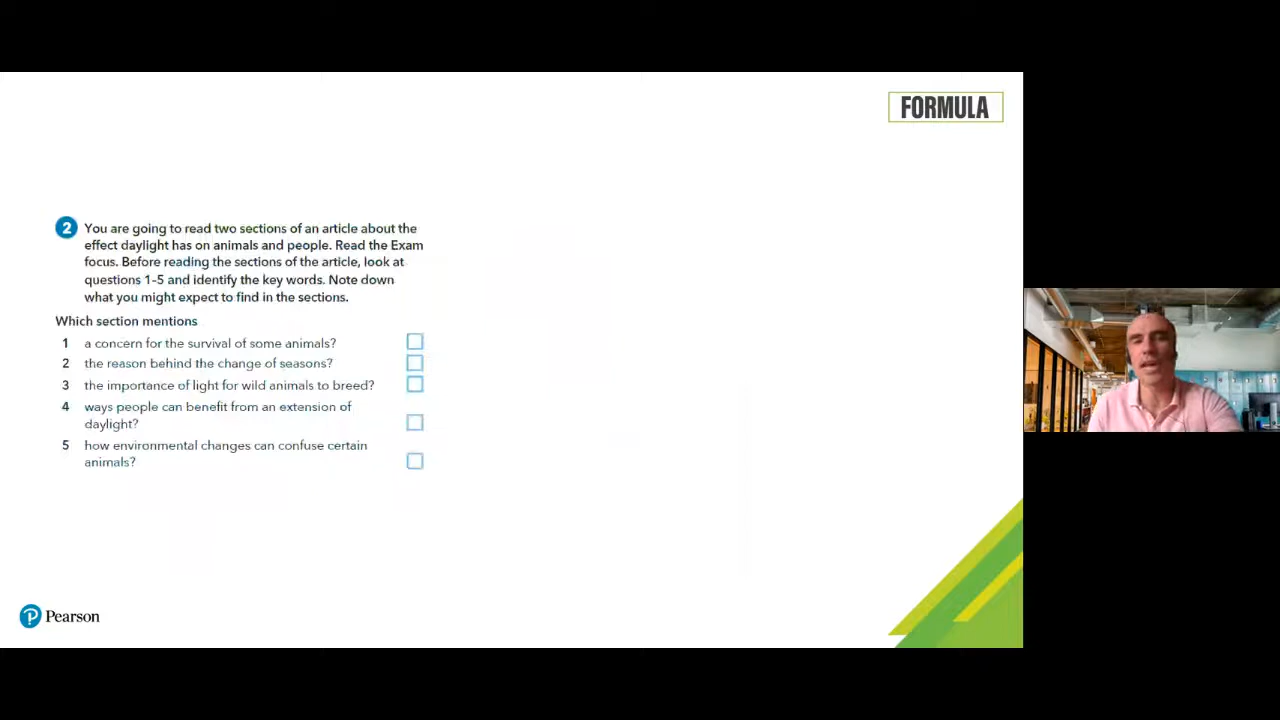 FORMULA
2 You are going to read two sections of an article about the
effect daylight has on animals and people. Read the Exam
focus. Before reading the sections of the article, look at
questions 1–5 and identify the key words. Note down
what you might expect to find in the sections.
Which section mentions
1 a concern for the survival of some animals?
2 the reason behind the change of seasons?
3 the importance of light for wild animals to breed?
4 ways people can benefit from an extension of
daylight?
5 how environmental changes can confuse certain
animals?
P Pearson